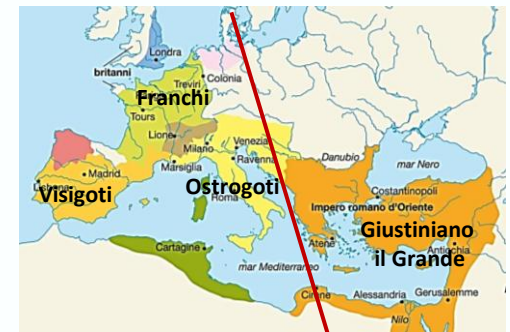 Londra
britanni
Treviri
Colonia
Franchi
Tours
Lione
Milano
Venezia
Ravenna
Marsiglia
Danubio
mar Nero
Madrid
Lisbona
Visigoti
Ostrogoti
Roma
Costantinopoli
Impero romano d'Oriente
Giustiniano
il Grande
Atene
Antiochia
Cartagine
mar Mediterraneo
Cirene
Alessandria
Gerusalemme
Nilo